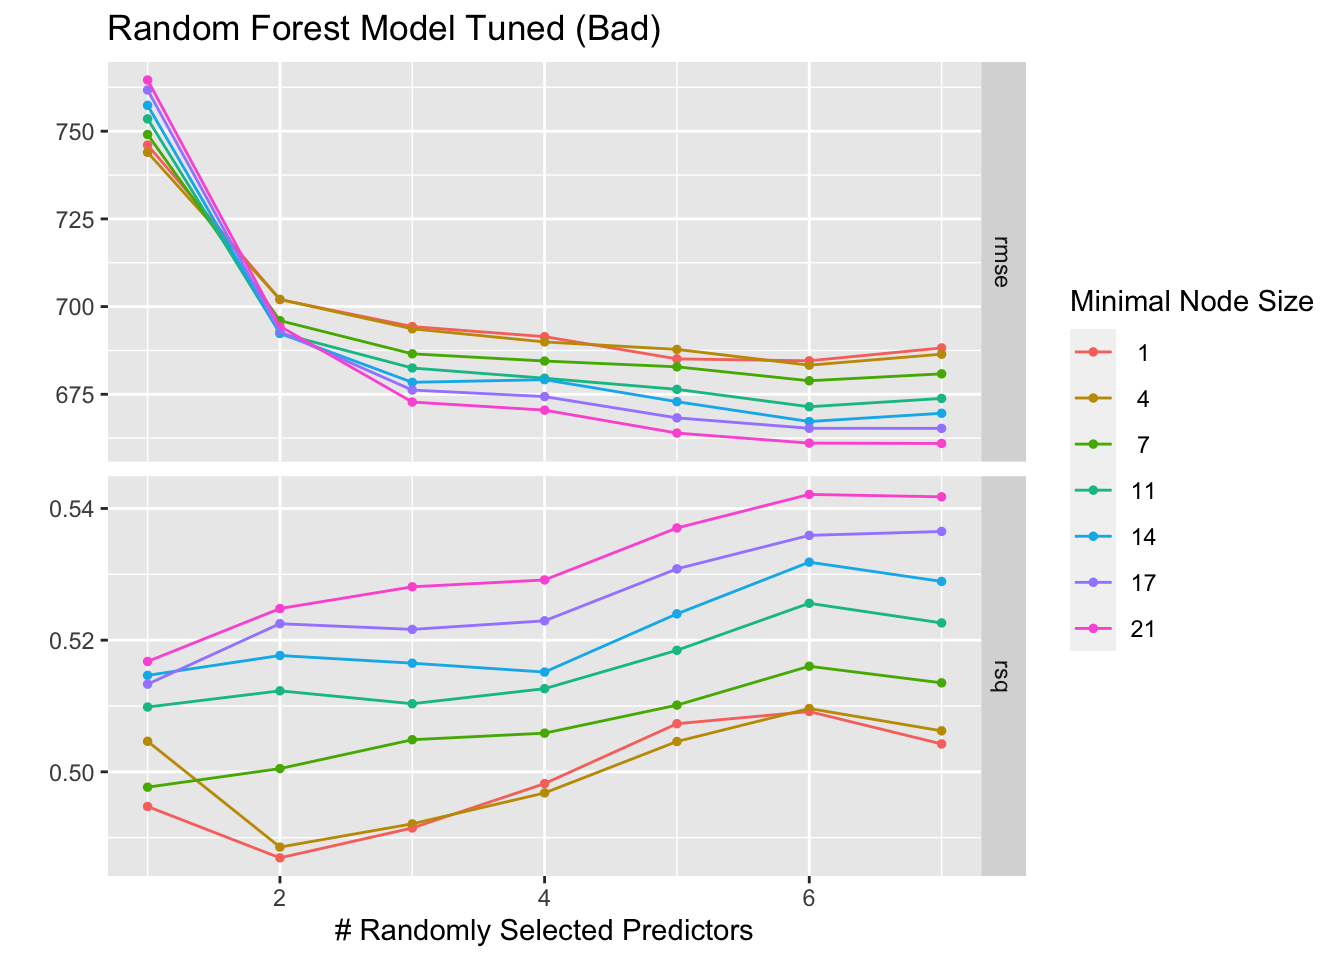 Random Forest Model Tuned (Bad)
750
725
700
675
rmse
0.54
0.52
0.50
rsq
2 4 6
# Randomly Selected Predictors
Minimal Node Size
1
4
7
11
14
17
21